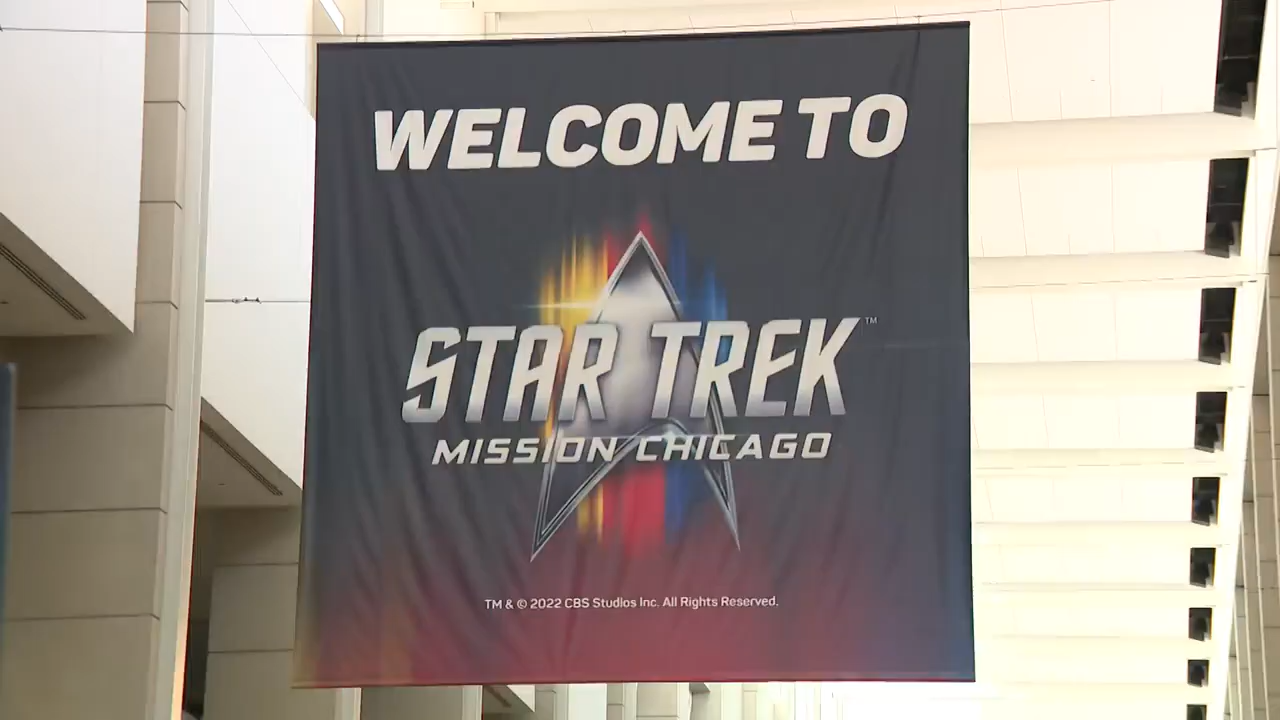 WELCOME TO
STAR TREK™
MISSION CHICAGO
TM & © 2022 CBS Studios Inc. All Rights Reserved.